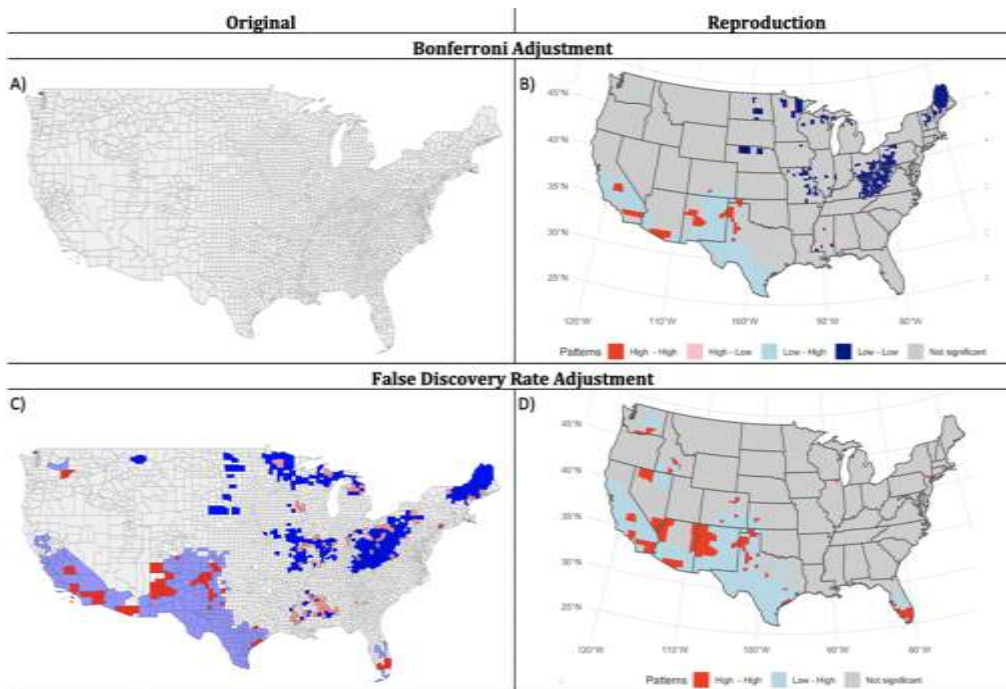 Original Reproduction
Bonferroni Adjustment
A) B)
45°N
40°N
35°N
30°N
25°N
120°W 110°W 100°W 90°W 80°W
Patterns High - High High - Low Low - High Low - Low Not significant
False Discovery Rate Adjustment
C) D)
45°N
40°N
35°N
30°N
25°N
120°W 110°W 100°W 90°W 80°W
Patterns High - High Low - High Not significant